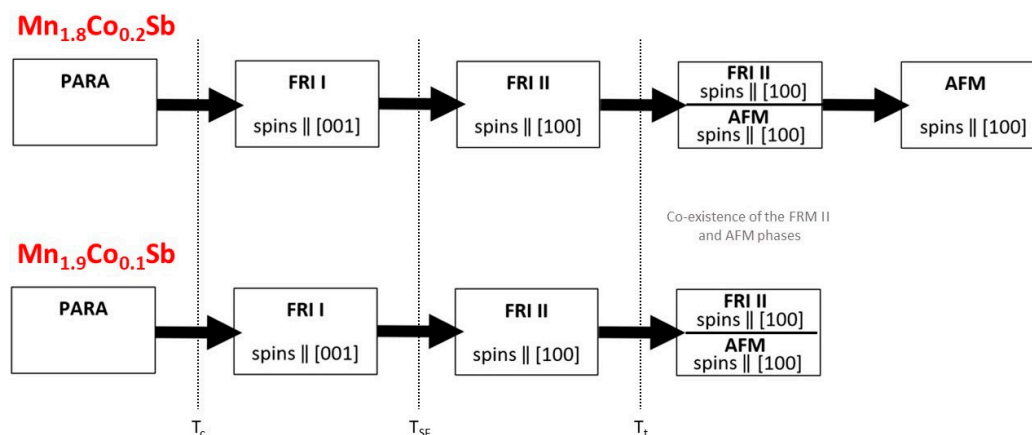 Mn1.8Co0.2Sb
PARA
FRI I
spins || [001]
FRI II
spins || [100]
FRI II
spins || [100]
AFM
spins || [100]
AFM
spins || [100]
Co-existence of the FRM II
and AFM phases
Mn1.9Co0.1Sb
PARA
FRI I
spins || [001]
FRI II
spins || [100]
FRI II
spins || [100]
AFM
spins || [100]
Tc
TSF
Tt